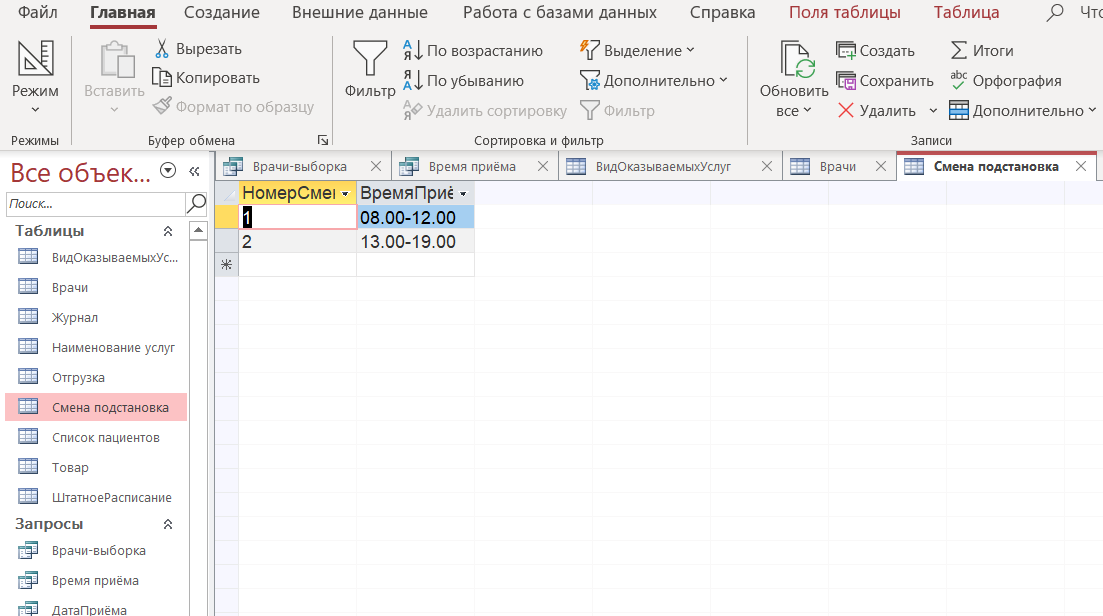 Файл Главная Создание Внешние данные Работа с базами данных Справка Поля таблицы Таблица Что
Режим
Режимы
Вставить
Вырезать
Копировать
Формат по образцу
Буфер обмена
Фильтр
По возрастанию
По убыванию
Удалить сортировку
Выделение
Дополнительно
Фильтр
Сортировка и фильтр
Обновить
все
Создать
Сохранить
Удалить
Итоги
Орфография
Дополнительно
Записи
Все объек...
Поиск...
Таблицы
ВидОказываемыхУс...
Врачи
Журнал
Наименование услуг
Отгрузка
Смена подстановка
Список пациентов
Товар
ШтатноеРасписание
Запросы
Врачи-выборка
Время приёма
ДатаПриёма
Врачи-выборка Время приёма ВидОказываемыхУслуг Врачи Смена подстановка
НомерСмен ВремяПриё
1 08.00-12.00
2 13.00-19.00